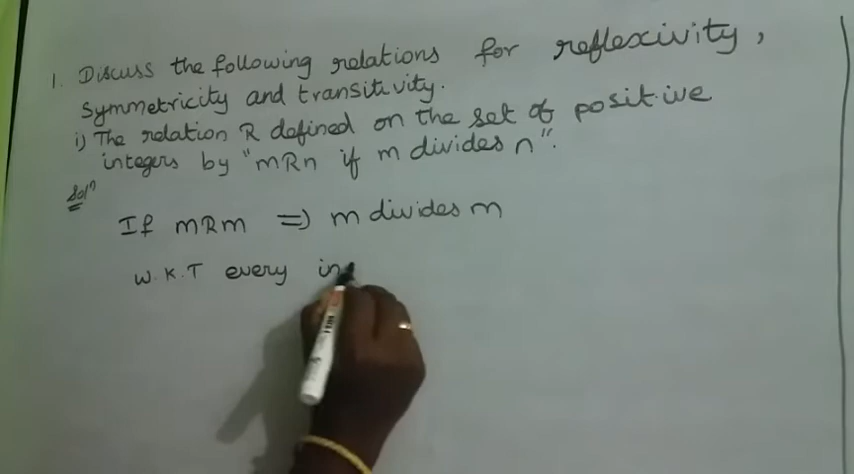 1. Discuss the following relations for reflexivity,
symmetricity and transitivity.
i) The relation R defined on the set of positive
integers by "mRn if m divides n".
Soln
If mRm => m divides m
W.K.T every in